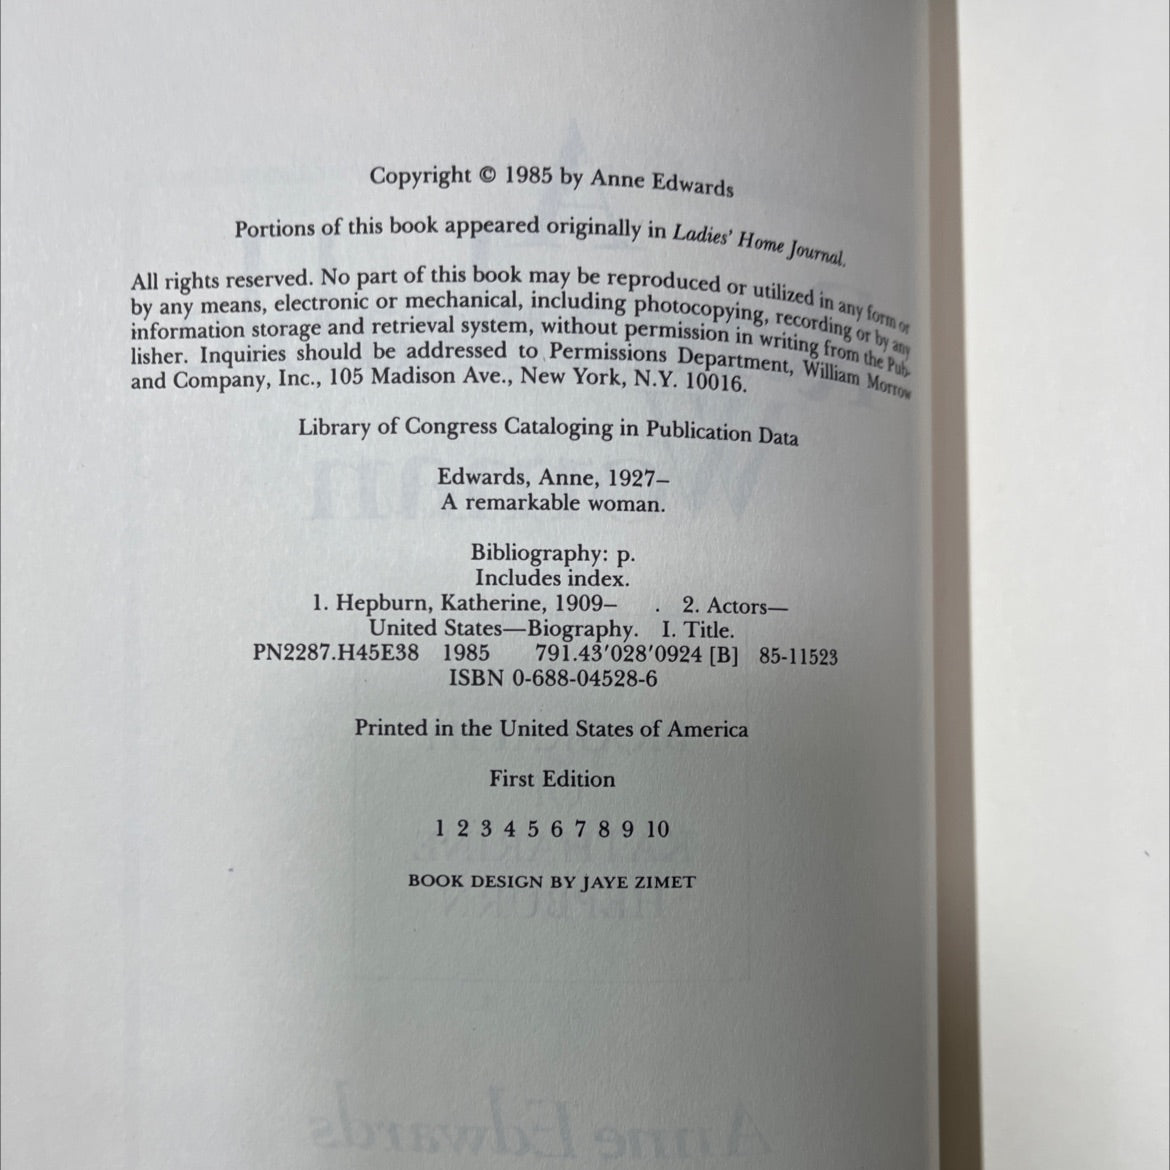 Copyright © 1985 by Anne Edwards
Portions of this book appeared originally in Ladies' Home Journal.
All rights reserved. No part of this book may be reproduced or utilized in any form or
by any means, electronic or mechanical, including photocopying, recording or by any
information storage and retrieval system, without permission in writing from the Pub-
lisher. Inquiries should be addressed to Permissions Department, William Morrow
and Company, Inc., 105 Madison Ave., New York, N.Y. 10016.
Library of Congress Cataloging in Publication Data
Edwards, Anne, 1927–
A remarkable woman.
Bibliography: p.
Includes index.
1. Hepburn, Katherine, 1909– . 2. Actors—
United States—Biography. I. Title.
PN2287.H45E38 1985 791.43'028'0924 [B] 85-11523
ISBN 0-688-04528-6
Printed in the United States of America
First Edition
1 2 3 4 5 6 7 8 9 10
BOOK DESIGN BY JAYE ZIMET